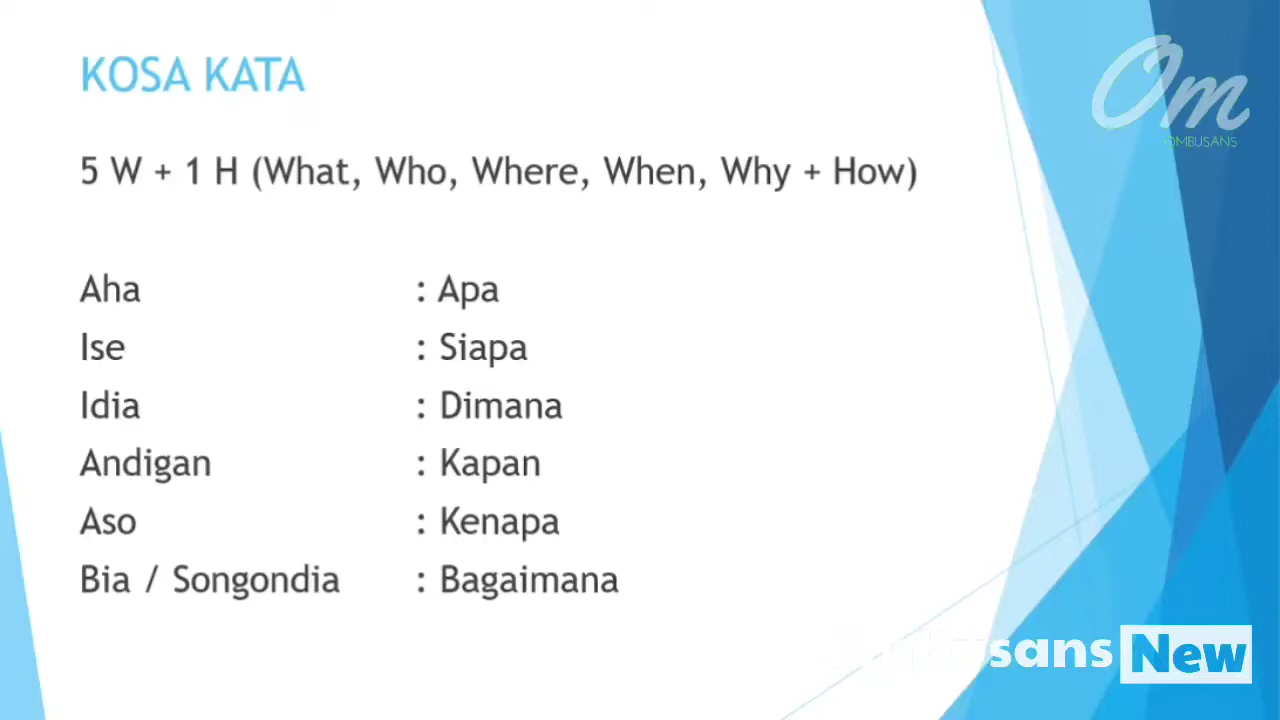 KOSA KATA
Om
OMBUSANS
5 W + 1 H (What, Who, Where, When, Why + How)
Aha : Apa
Ise : Siapa
Idia : Dimana
Andigan : Kapan
Aso : Kenapa
Bia / Songondia : Bagaimana
New